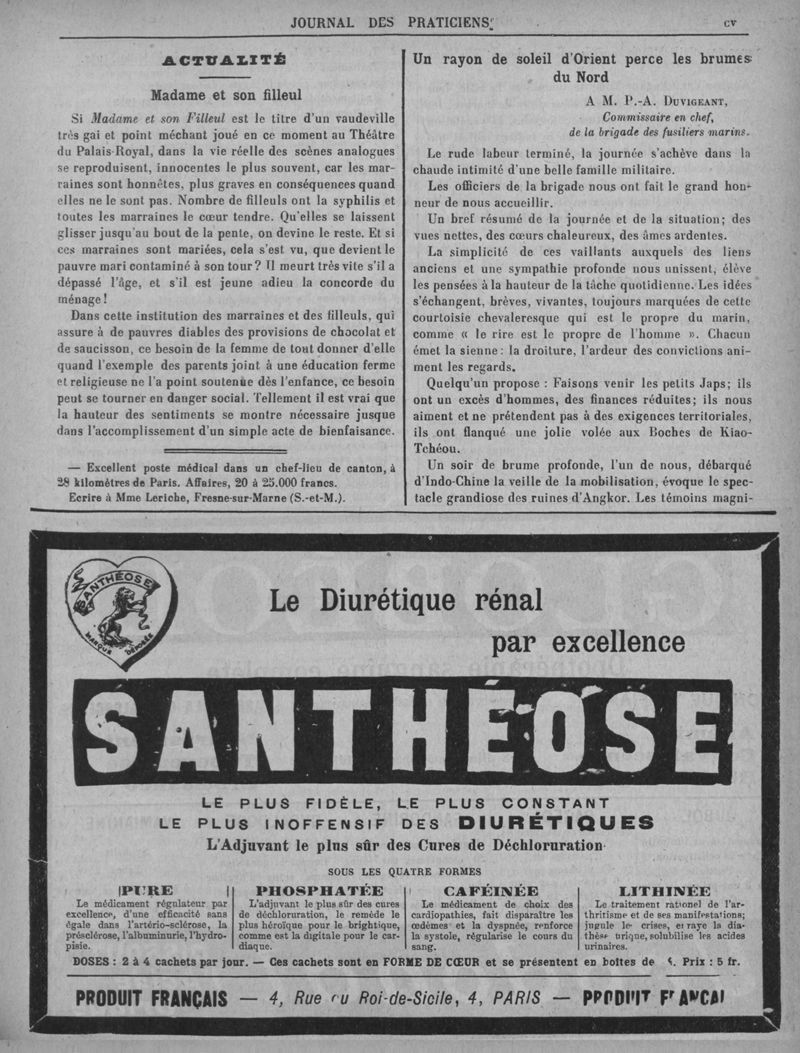 JOURNAL DES PRATICIENS
CV
ACTUALITÉ
Madame et son filleul
Si Madame et son Filleul est le titre d'un vaudeville
très gai et point méchant joué en ce moment au Théâtre
du Palais-Royal, dans la vie réelle des scènes analogues
se reproduisent, innocentes le plus souvent, car les mar-
raines sont honnêtes, plus graves en conséquences quand
elles ne le sont pas. Nombre de filleuls ont la syphilis et
toutes les marraines le cœur tendre. Qu'elles se laissent
glisser jusqu'au bout de la pente, on devine le reste. Et si
ces marraines sont mariées, cela s'est vu, que devient le
pauvre mari contaminé à son tour? Il meurt très vite s'il a
dépassé l'âge, et s'il est jeune adieu la concorde du
ménage!
Dans cette institution des marraines et des filleuls, qui
assure à de pauvres diables des provisions de chocolat et
de saucisson, ce besoin de la femme de tout donner d'elle
quand l'exemple des parents joint à une éducation ferme
et religieuse ne l'a point soutenue dès l'enfance, ce besoin
peut se tourner en danger social. Tellement il est vrai que
la hauteur des sentiments se montre nécessaire jusque
dans l'accomplissement d'un simple acte de bienfaisance.
— Excellent poste médical dans un chef-lieu de canton, à
28 kilomètres de Paris. Affaires, 20 à 25.000 francs.
Ecrire à Mme Leriche, Fresne-sur-Marne (S.-et-M.).
Un rayon de soleil d'Orient perce les brumes
du Nord
A M. P.-A. DUVIGEANT,
Commissaire en chef,
de la brigade des fusiliers marins.
Le rude labeur terminé, la journée s'achève dans la
chaude intimité d'une belle famille militaire.
Les officiers de la brigade nous ont fait le grand hon-
neur de nous accueillir.
Un bref résumé de la journée et de la situation; des
vues nettes, des cœurs chaleureux, des âmes ardentes.
La simplicité de ces vaillants auxquels des liens
anciens et une sympathie profonde nous unissent, élève
les pensées à la hauteur de la tâche quotidienne. Les idées
s'échangent, brèves, vivantes, toujours marquées de cette
courtoisie chevaleresque qui est le propre du marin,
comme « le rire est le propre de l'homme ». Chacun
émet la sienne: la droiture, l'ardeur des convictions ani-
ment les regards.
Quelqu'un propose : Faisons venir les petits Japs; ils
ont un excès d'hommes, des finances réduites; ils nous
aiment et ne prétendent pas à des exigences territoriales,
ils ont flanqué une jolie volée aux Boches de Kiao-
Tchéou.
Un soir de brume profonde, l'un de nous, débarqué
d'Indo-Chine la veille de la mobilisation, évoque le spec-
tacle grandiose des ruines d'Angkor. Les témoins magni-
SANTHÉOSE
MARQUE DÉPOSÉE
Le Diurétique rénal
par excellence
SANTHÉOSE
LE PLUS FIDÈLE, LE PLUS CONSTANT
LE PLUS INOFFENSIF DES DIURÉTIQUES
L'Adjuvant le plus sûr des Cures de Déchloruration
SOUS LES QUATRE FORMES
PURE
Le médicament régulateur par
excellence, d'une efficacité sans
égale dans l'artério-sclérose, la
présclérose, l'albuminurie, l'hydro-
pisie.
PHOSPHATÉE
L'adjuvant le plus sûr des cures
de déchloruration, le remède le
plus héroïque pour le brightique,
comme est la digitale pour le car-
diaque.
CAFÉINÉE
Le médicament de choix des
cardiopathies, fait disparaître les
œdèmes et la dyspnée, renforce
la systole, régularise le cours du
sang.
LITHINÉE
Le traitement rationel de l'ar-
thritisme et de ses manifestations;
jugule les crises, enraye la dia-
thèse urique, solubilise les acides
urinaires.
DOSES : 2 à 4 cachets par jour. — Ces cachets sont en FORME DE CŒUR et se présentent en boîtes de Prix : 5 fr.
PRODUIT FRANÇAIS — 4, Rue du Roi-de-Sicile, 4, PARIS — PRODUIT FRANÇAI